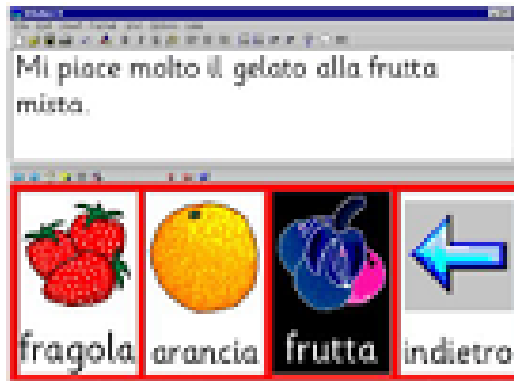 Mi piace molto il gelato alla frutta
mista.
fragola arancia frutta indietro